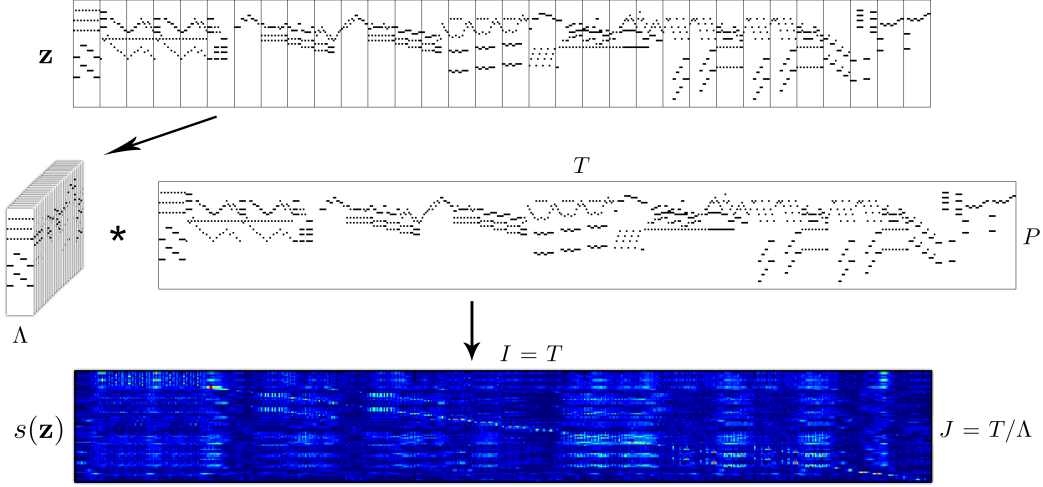 z
T
*
P
Λ
I = T
s(z)
J = T/Λ